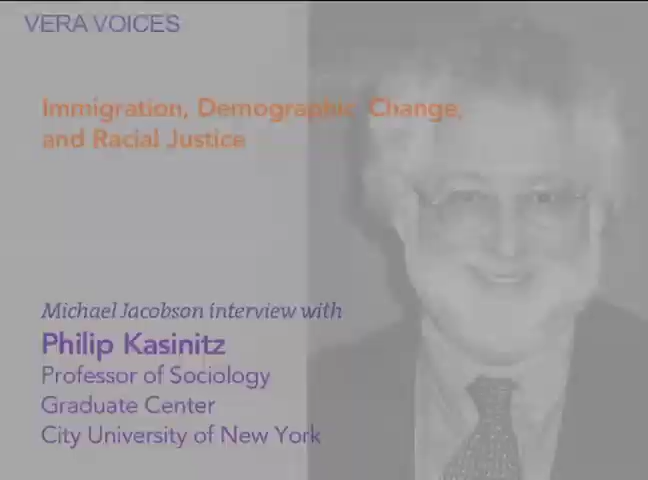 VERA VOICES
Immigration, Demographic Change,
and Racial Justice
Michael Jacobson interview with
Philip Kasinitz
Professor of Sociology
Graduate Center
City University of New York